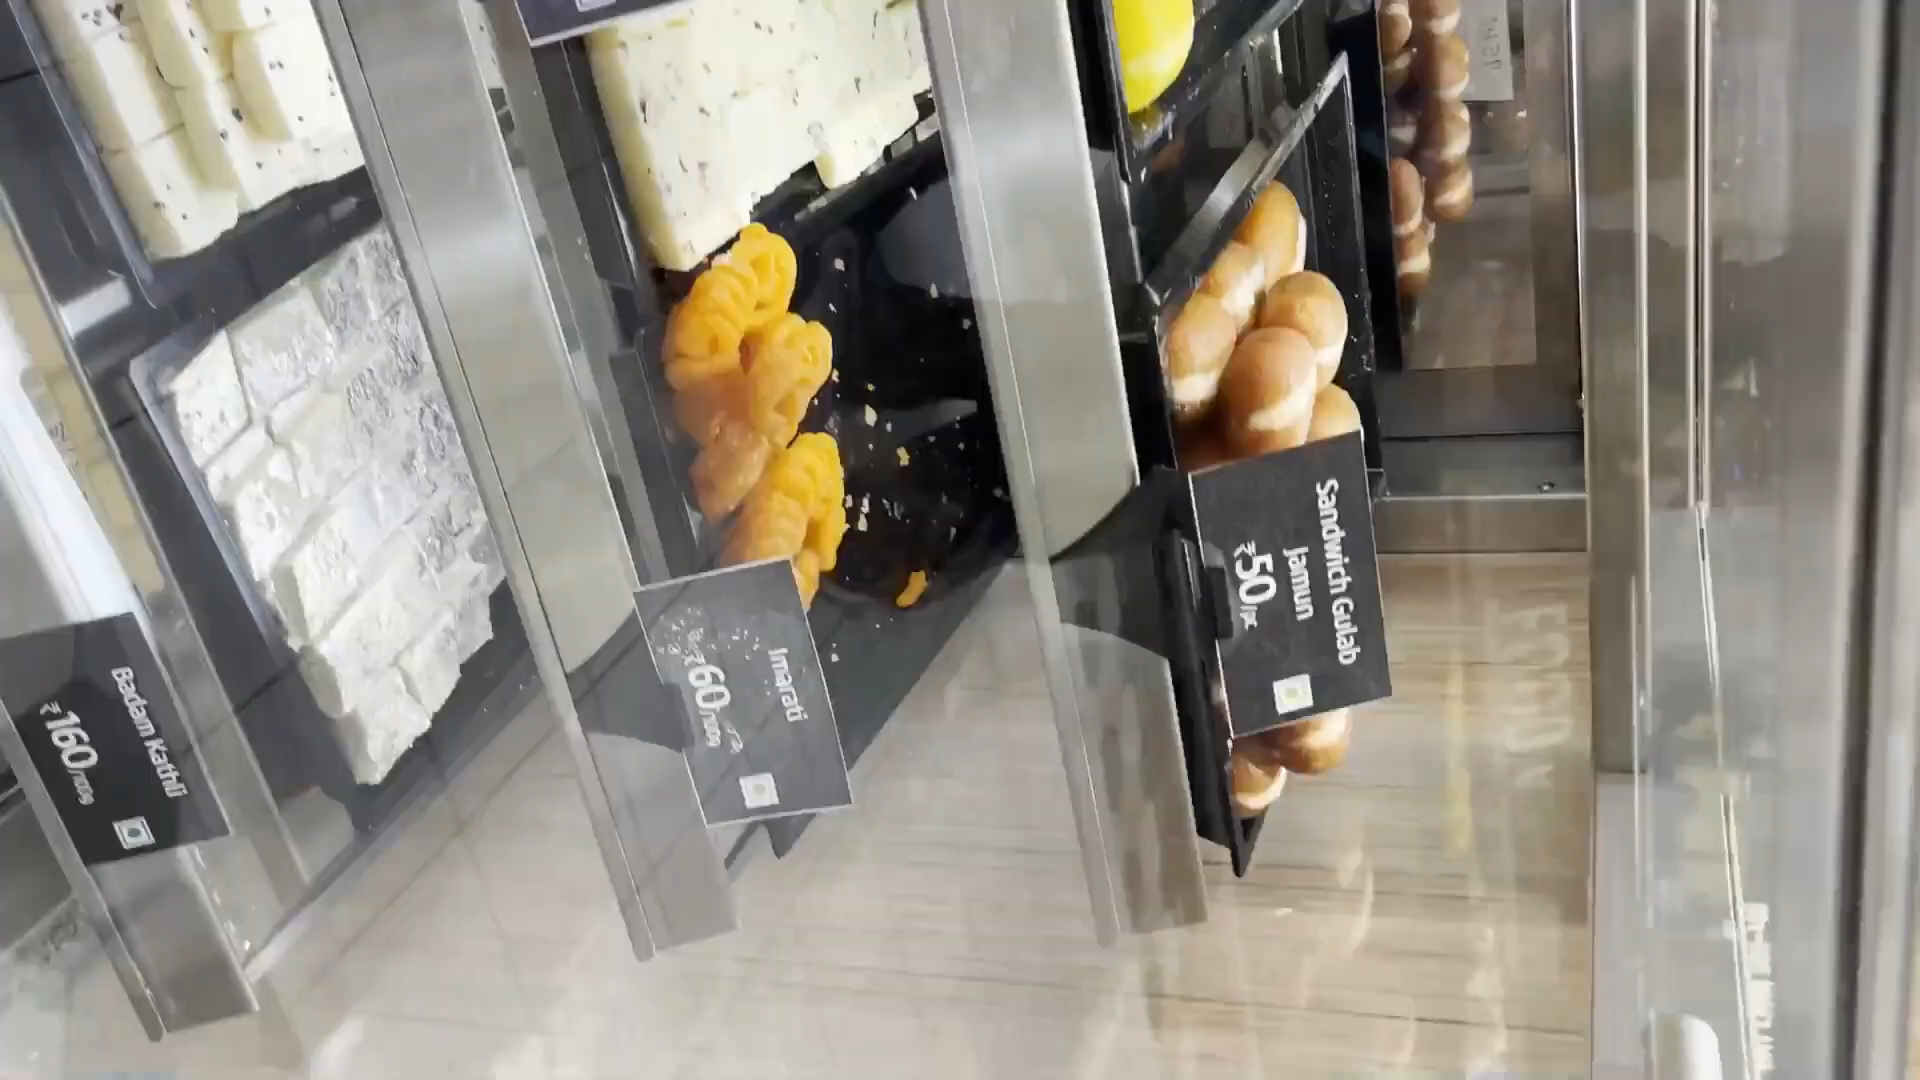 Sandwich Gulab
Jamun
₹50/pc
Imarati
₹60/100g
Badam Kathli
₹160/100g